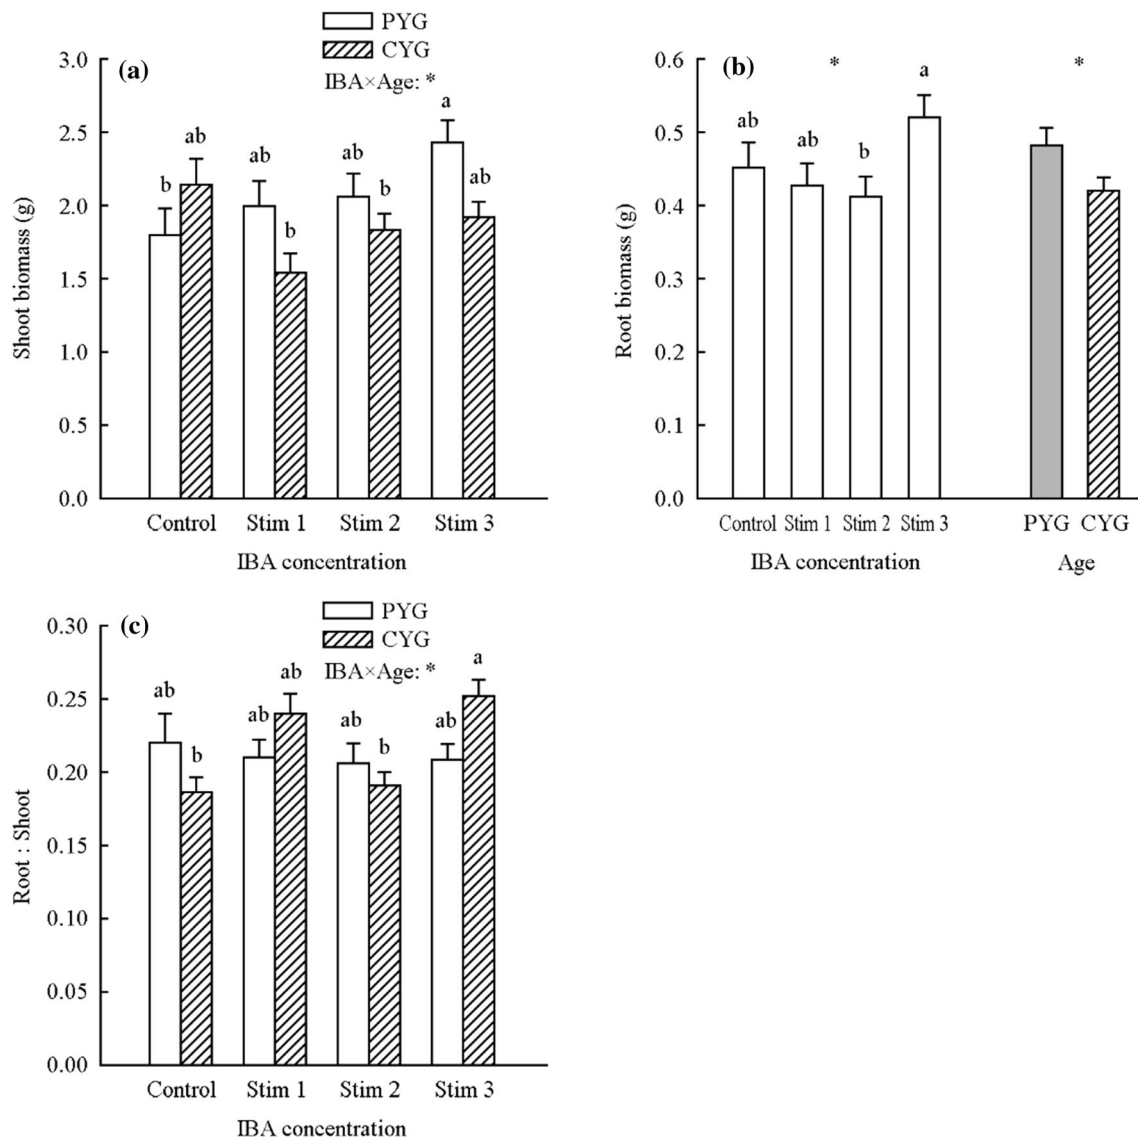 PYG
CYG
IBA×Age: *
(a)
3.0
2.5
2.0
1.5
1.0
0.5
0.0
Shoot biomass (g)
b
ab
ab
b
ab
b
a
ab
Control Stim 1 Stim 2 Stim 3
IBA concentration
(b)
0.6
0.5
0.4
0.3
0.2
0.1
0.0
Root biomass (g)
*
*
ab
ab
b
a
Control Stim 1 Stim 2 Stim 3
PYG CYG
IBA concentration
Age
PYG
CYG
IBA×Age: *
(c)
0.30
0.25
0.20
0.15
0.10
0.05
0.00
Root : Shoot
ab
b
ab
ab
ab
b
ab
a
Control Stim 1 Stim 2 Stim 3
IBA concentration